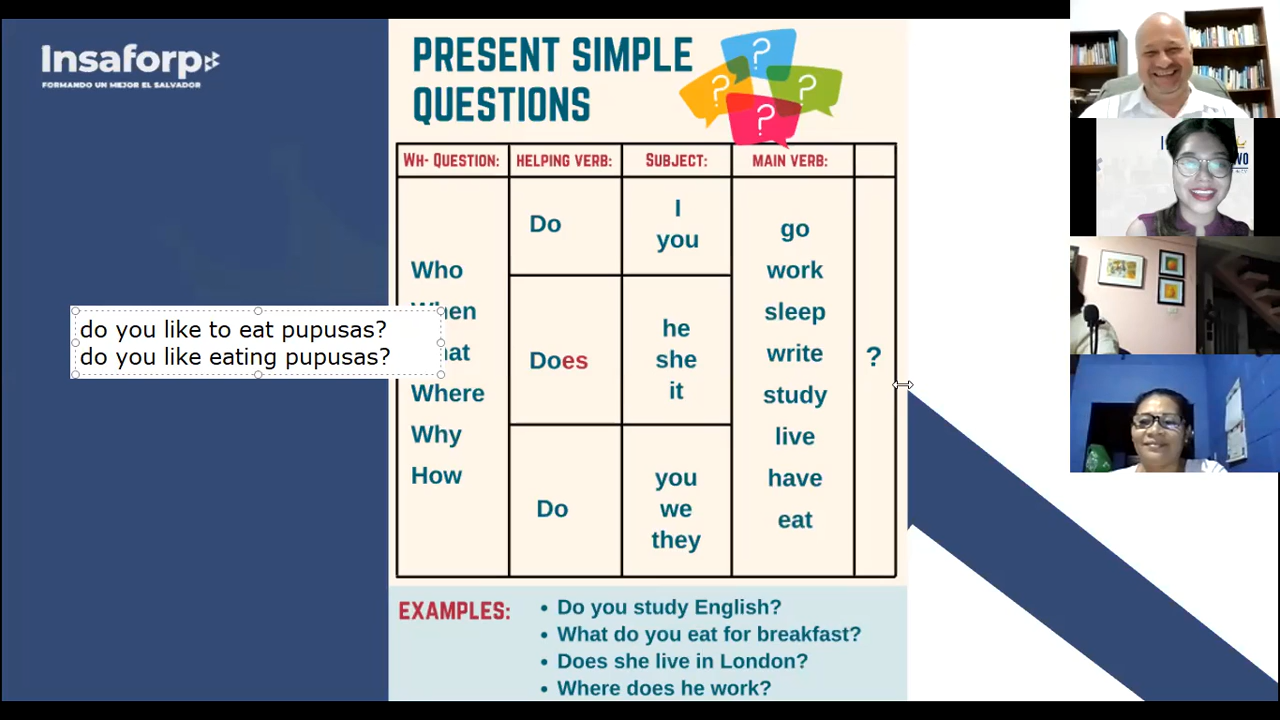 Insaforp
FORMANDO UN MEJOR EL SALVADOR
PRESENT SIMPLE
QUESTIONS
? ? ? ?
WH- QUESTION: HELPING VERB: SUBJECT: MAIN VERB:
Who
Where
Why
How
Do
Does
Do
I
you
he
she
it
you
we
they
go
work
sleep
write
study
live
have
eat
?
do you like to eat pupusas?
do you like eating pupusas?
EXAMPLES:
• Do you study English?
• What do you eat for breakfast?
• Does she live in London?
• Where does he work?